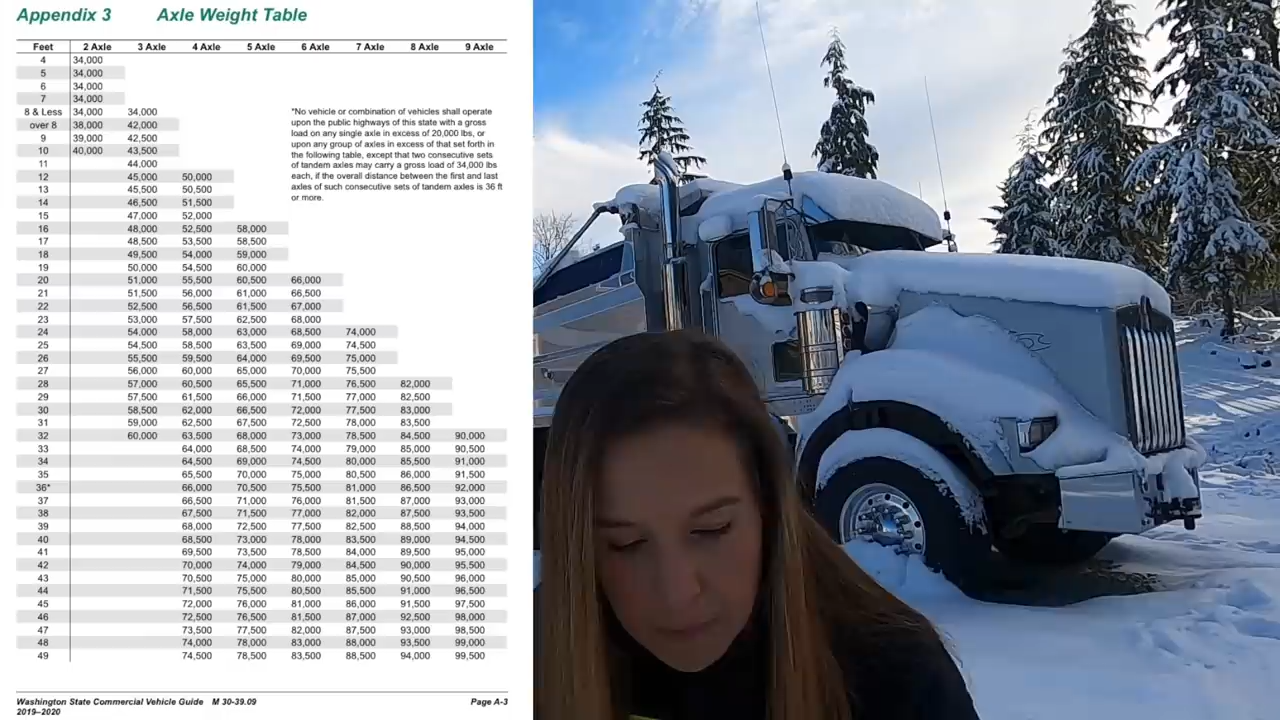 Appendix 3 Axle Weight Table
Feet 2 Axle 3 Axle 4 Axle 5 Axle 6 Axle 7 Axle 8 Axle 9 Axle
4 34,000
5 34,000
6 34,000
7 34,000
8 & Less 34,000 34,000
over 8 38,000 42,000
9 39,000 42,500
10 40,000 43,500
11 44,000
12 45,000 50,000
13 45,500 50,500
14 46,500 51,500
15 47,000 52,000
16 48,000 52,500 58,000
17 48,500 53,500 58,500
18 49,500 54,000 59,000
19 50,000 54,500 60,000
20 51,000 55,500 60,500 66,000
21 51,500 56,000 61,000 66,500
22 52,500 56,500 61,500 67,000
23 53,000 57,500 62,500 68,000
24 54,000 58,000 63,000 68,500 74,000
25 54,500 58,500 63,500 69,000 74,500
26 55,500 59,500 64,000 69,500 75,000
27 56,000 60,000 65,000 70,000 75,500
28 57,000 60,500 65,500 71,000 76,500 82,000
29 57,500 61,500 66,000 71,500 77,000 82,500
30 58,500 62,000 66,500 72,000 77,500 83,000
31 59,000 62,500 67,500 72,500 78,000 83,500
32 60,000 63,500 68,000 73,000 78,500 84,500 90,000
33 64,000 68,500 74,000 79,000 85,000 90,500
34 64,500 69,000 74,500 80,000 85,500 91,000
35 65,500 70,000 75,000 80,500 86,000 91,500
36* 66,000 70,500 75,500 81,000 86,500 92,000
37 66,500 71,000 76,000 81,500 87,000 93,000
38 67,500 71,500 77,000 82,000 87,500 93,500
39 68,000 72,500 77,500 82,500 88,500 94,000
40 68,500 73,000 78,000 83,500 89,000 94,500
41 69,500 73,500 78,500 84,000 89,500 95,000
42 70,000 74,000 79,000 84,500 90,000 95,500
43 70,500 75,000 80,000 85,000 90,500 96,000
44 71,500 75,500 80,500 85,500 91,000 96,500
45 72,000 76,000 81,000 86,000 91,500 97,500
46 72,500 76,500 81,500 87,000 92,500 98,000
47 73,500 77,500 82,000 87,500 93,000 98,500
48 74,000 78,000 83,000 88,000 93,500 99,000
49 74,500 78,500 83,500 88,500 94,000 99,500
*No vehicle or combination of vehicles shall operate
upon the public highways of this state with a gross
load on any single axle in excess of 20,000 lbs, or
upon any group of axles in excess of that set forth in
the following table, except that two consecutive sets
of tandem axles may carry a gross load of 34,000 lbs
each, if the overall distance between the first and last
axles of such consecutive sets of tandem axles is 36 ft
or more.
Washington State Commercial Vehicle Guide M 30-39.09 Page A-3
2019–2020